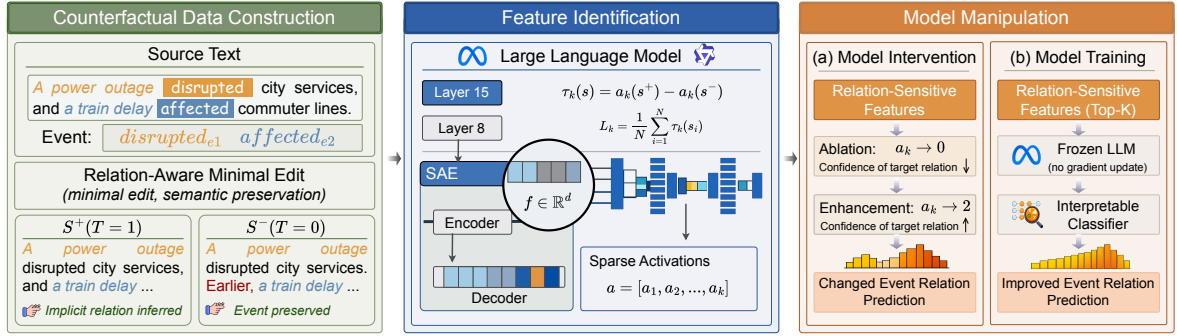 Counterfactual Data Construction
Source Text
A power outage disrupted city services,
and a train delay affected commuter lines.
Event: disrupted_{e1} affected_{e2}
Relation-Aware Minimal Edit
(minimal edit, semantic preservation)
S⁺(T = 1)
A power outage
disrupted city services,
and a train delay ...
Implicit relation inferred
S⁻(T = 0)
A power outage
disrupted city services.
Earlier, a train delay ...
Event preserved
Feature Identification
Large Language Model
Layer 15
Layer 8
τ_k(s) = a_k(s⁺) − a_k(s⁻)
L_k = \frac{1}{N} \sum_{i=1}^{N} τ_k(s_i)
SAE
f ∈ ℝ^d
Encoder
Decoder
Sparse Activations
a = [a_1, a_2, ..., a_k]
Model Manipulation
(a) Model Intervention
Relation-Sensitive
Features
Ablation: a_k → 0
Confidence of target relation ↓
Enhancement: a_k → 2
Confidence of target relation ↑
Changed Event Relation
Prediction
(b) Model Training
Relation-Sensitive
Features (Top-K)
Frozen LLM
(no gradient update)
Interpretable
Classifier
Improved Event Relation
Prediction